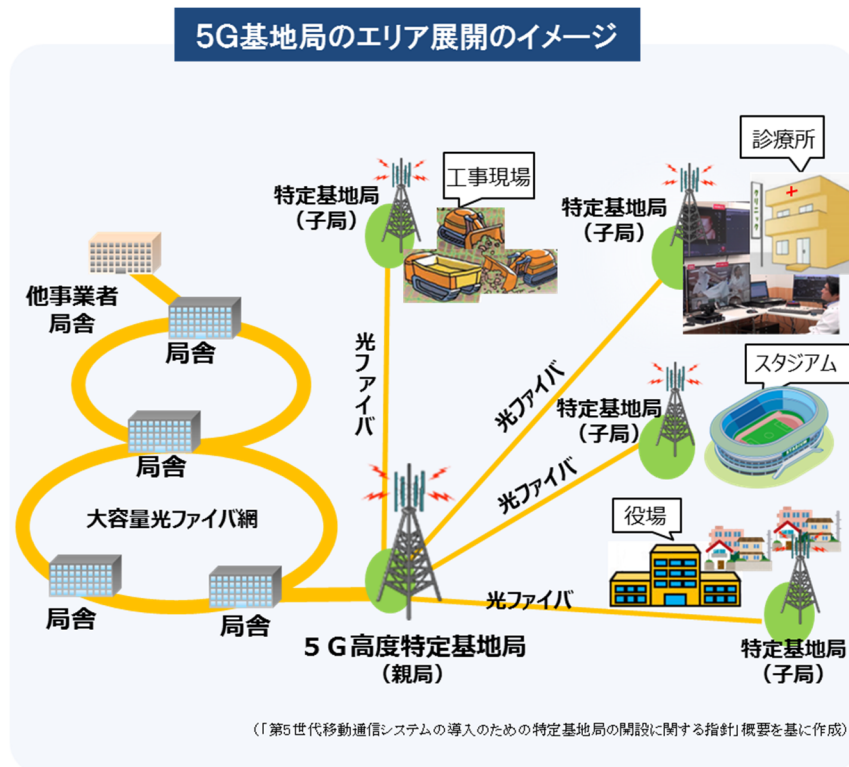 5G基地局のエリア展開のイメージ
診療所
工事現場
特定基地局
（子局）
特定基地局
（子局）
クリニック
他事業者
局舎
局舎
光ファイバ
スタジアム
光ファイバ
特定基地局
（子局）
局舎
光ファイバ
大容量光ファイバ網
役場
局舎
局舎
光ファイバ
５Ｇ高度特定基地局
（親局）
特定基地局
（子局）
（「第5世代移動通信システムの導入のための特定基地局の開設に関する指針」概要を基に作成）